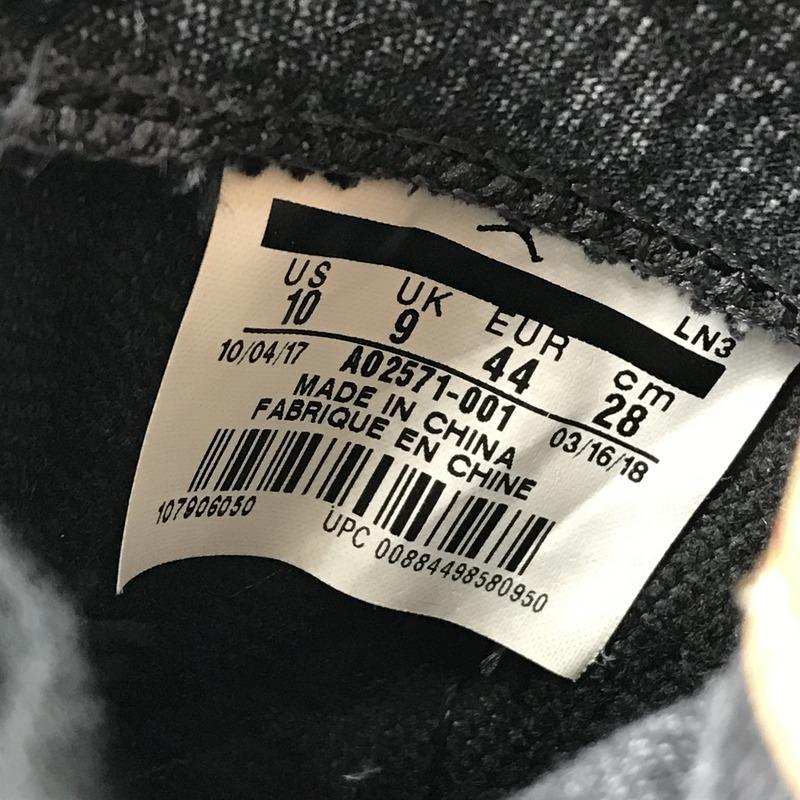 LN3
US UK EUR cm
10 9 44 28
10/04/17 AO2571-001 03/16/18
MADE IN CHINA
FABRIQUE EN CHINE
107906050 UPC 00884498580950